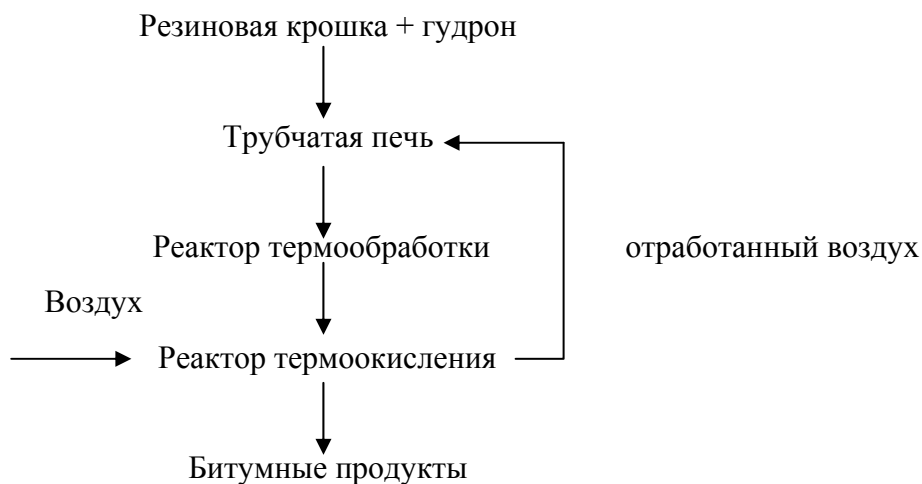 Резиновая крошка + гудрон
Трубчатая печь
Реактор термообработки
отработанный воздух
Воздух
Реактор термоокисления
Битумные продукты